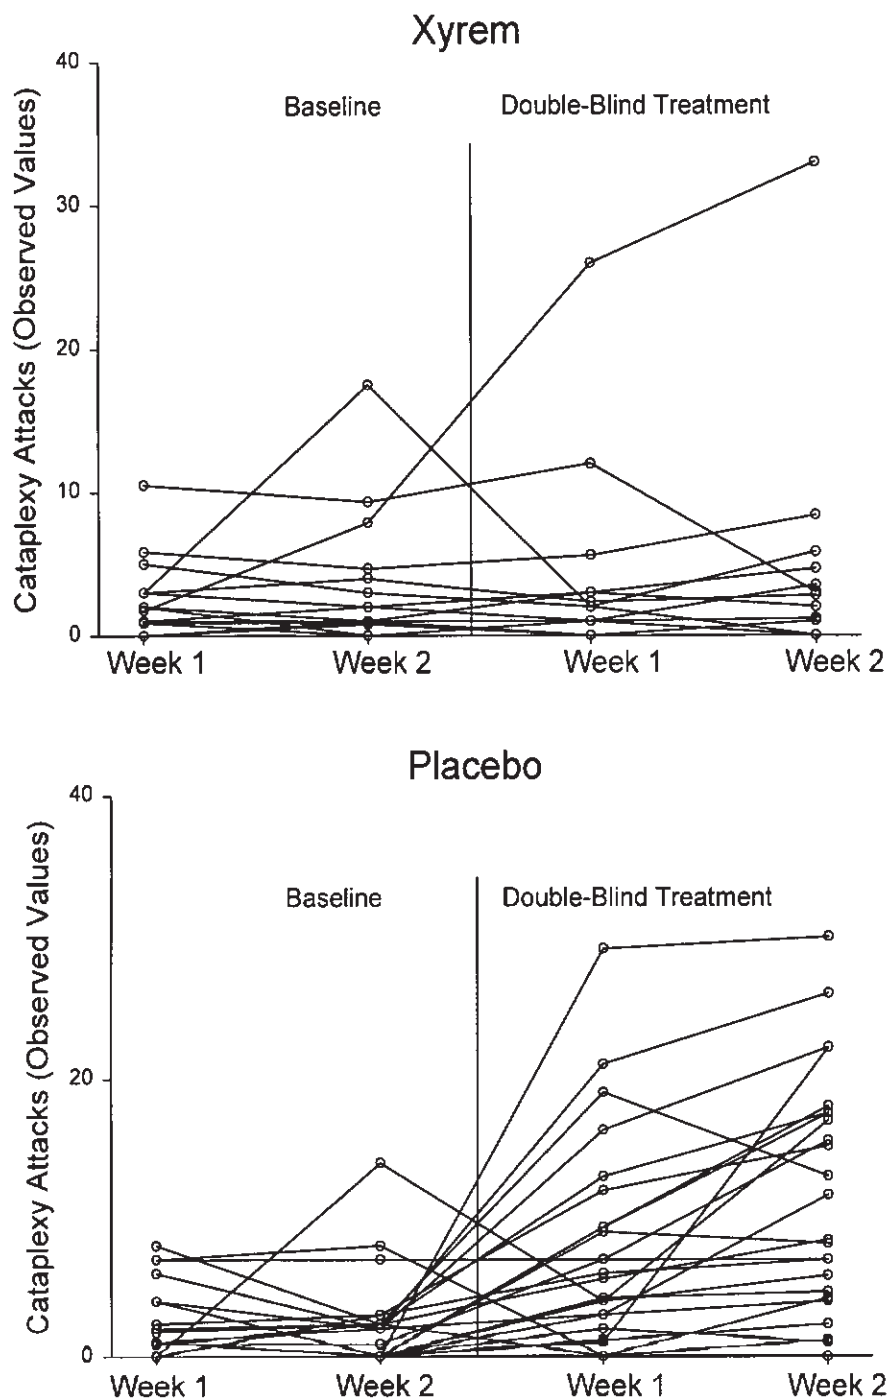 Xyrem
40
Baseline
Double-Blind Treatment
30
20
10
0
Cataplexy Attacks (Observed Values)
Week 1
Week 2
Week 1
Week 2
Placebo
40
Baseline
Double-Blind Treatment
20
0
Cataplexy Attacks (Observed Values)
Week 1
Week 2
Week 1
Week 2